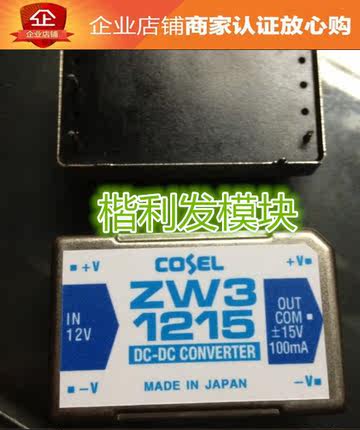 企
企业店铺
企业店铺商家认证放心购
楷利发模块
+V
COSEL
+V
ZW3
1215
IN
12V
OUT
COM
±15V
100mA
DC-DC CONVERTER
-V
MADE IN JAPAN
-V